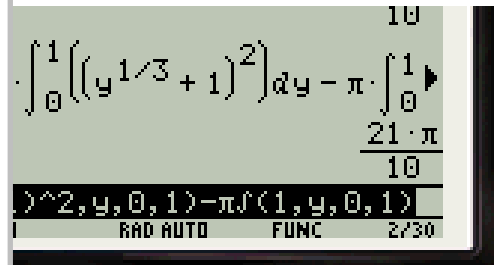 10
·∫₀¹((y^1/3 + 1)^2)dy − π·∫₀¹▶
21·π
10
)^2,y,0,1)−π∫(1,y,0,1)
RAD AUTO FUNC 2/30